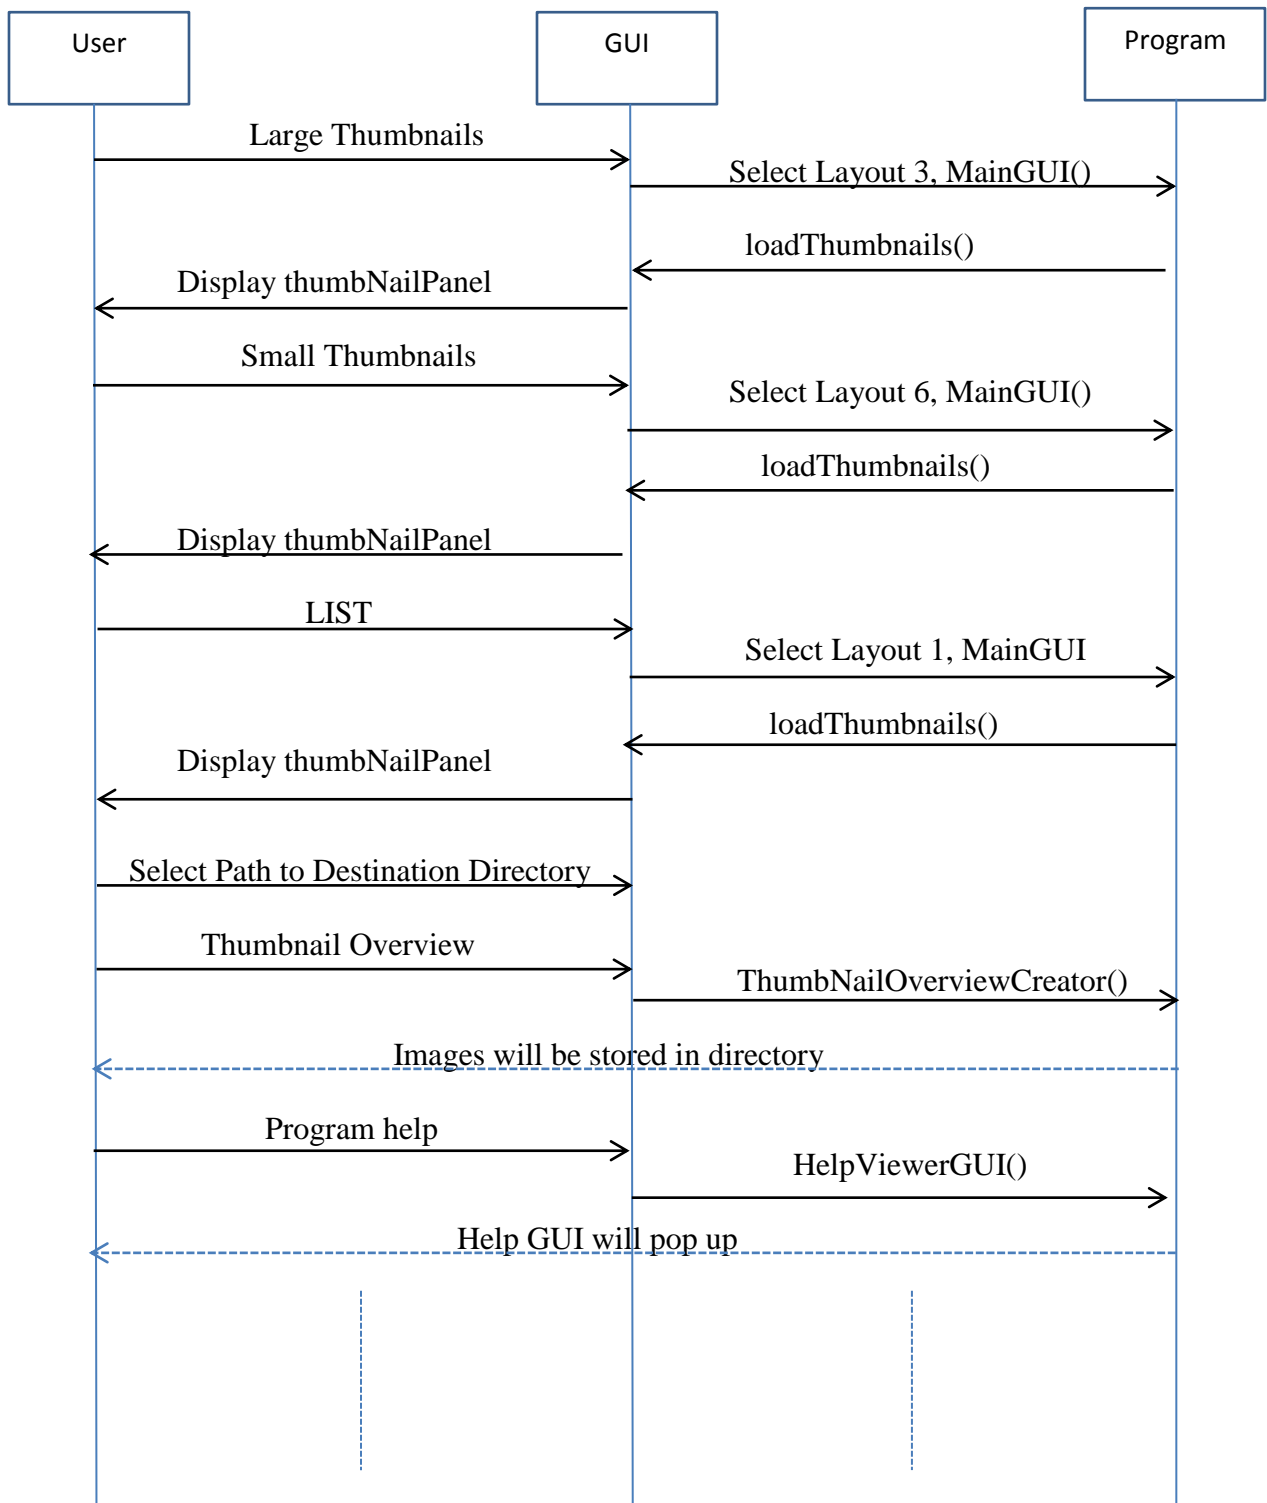 User
GUI
Program
Large Thumbnails
Select Layout 3, MainGUI()
loadThumbnails()
Display thumbNailPanel
Small Thumbnails
Select Layout 6, MainGUI()
loadThumbnails()
Display thumbNailPanel
LIST
Select Layout 1, MainGUI
loadThumbnails()
Display thumbNailPanel
Select Path to Destination Directory
Thumbnail Overview
ThumbNailOverviewCreator()
Images will be stored in directory
Program help
HelpViewerGUI()
Help GUI will pop up